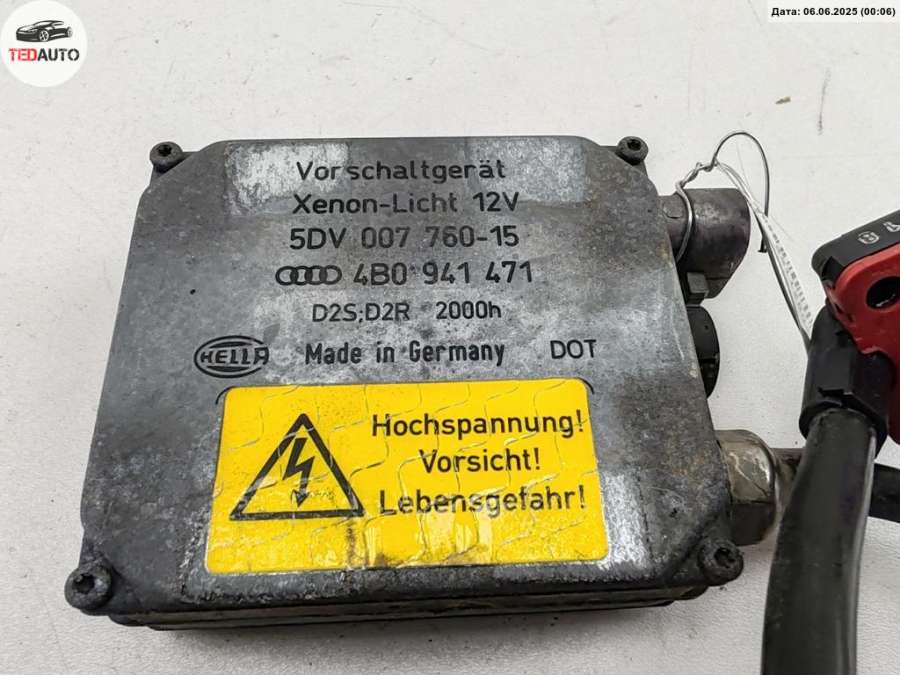 Дата: 06.06.2025 (00:06)
TEDAUTO
Vorschaltgerät
Xenon-Licht 12V
5DV 007 760-15
4B0 941 471
D2S;D2R 2000h
HELLA Made in Germany DOT
Hochspannung!
Vorsicht!
Lebensgefahr!